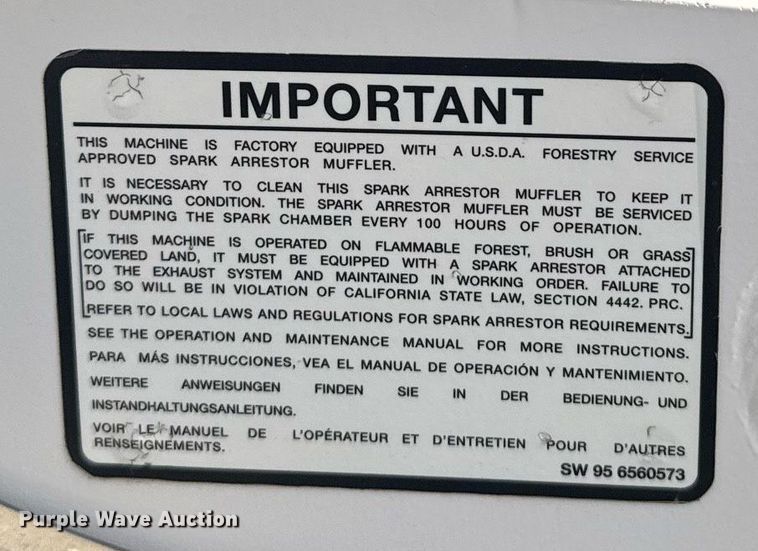 IMPORTANT
THIS MACHINE IS FACTORY EQUIPPED WITH A U.S.D.A. FORESTRY SERVICE
APPROVED SPARK ARRESTOR MUFFLER.
IT IS NECESSARY TO CLEAN THIS SPARK ARRESTOR MUFFLER TO KEEP IT
IN WORKING CONDITION. THE SPARK ARRESTOR MUFFLER MUST BE SERVICED
BY DUMPING THE SPARK CHAMBER EVERY 100 HOURS OF OPERATION.
IF THIS MACHINE IS OPERATED ON FLAMMABLE FOREST, BRUSH OR GRASS
COVERED LAND, IT MUST BE EQUIPPED WITH A SPARK ARRESTOR ATTACHED
TO THE EXHAUST SYSTEM AND MAINTAINED IN WORKING ORDER. FAILURE TO
DO SO WILL BE IN VIOLATION OF CALIFORNIA STATE LAW, SECTION 4442. PRC.
REFER TO LOCAL LAWS AND REGULATIONS FOR SPARK ARRESTOR REQUIREMENTS.
SEE THE OPERATION AND MAINTENANCE MANUAL FOR MORE INSTRUCTIONS.
PARA MÁS INSTRUCCIONES, VEA EL MANUAL DE OPERACIÓN Y MANTENIMIENTO.
WEITERE ANWEISUNGEN FINDEN SIE IN DER BEDIENUNG- UND
INSTANDHALTUNGSANLEITUNG.
VOIR LE MANUEL DE L'OPÉRATEUR ET D'ENTRETIEN POUR D'AUTRES
RENSEIGNEMENTS.
SW 95 6560573
Purple Wave Auction